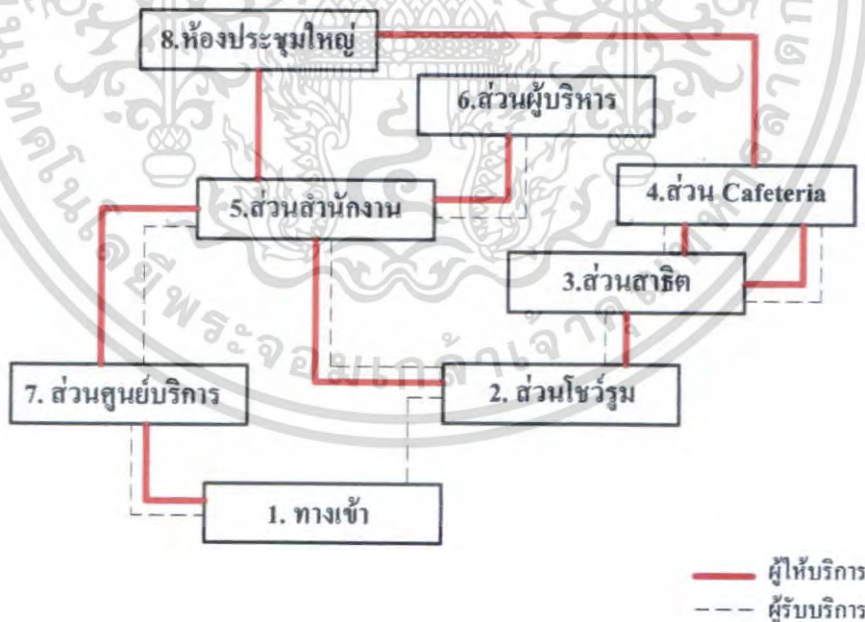 8.ห้องประชุมใหญ่
6.ส่วนผู้บริหาร
5.ส่วนสำนักงาน
4.ส่วน Cafeteria
3.ส่วนสาธิต
7. ส่วนศูนย์บริการ
2. ส่วนโชว์รูม
1. ทางเข้า
ผู้ให้บริการ
ผู้รับบริการ